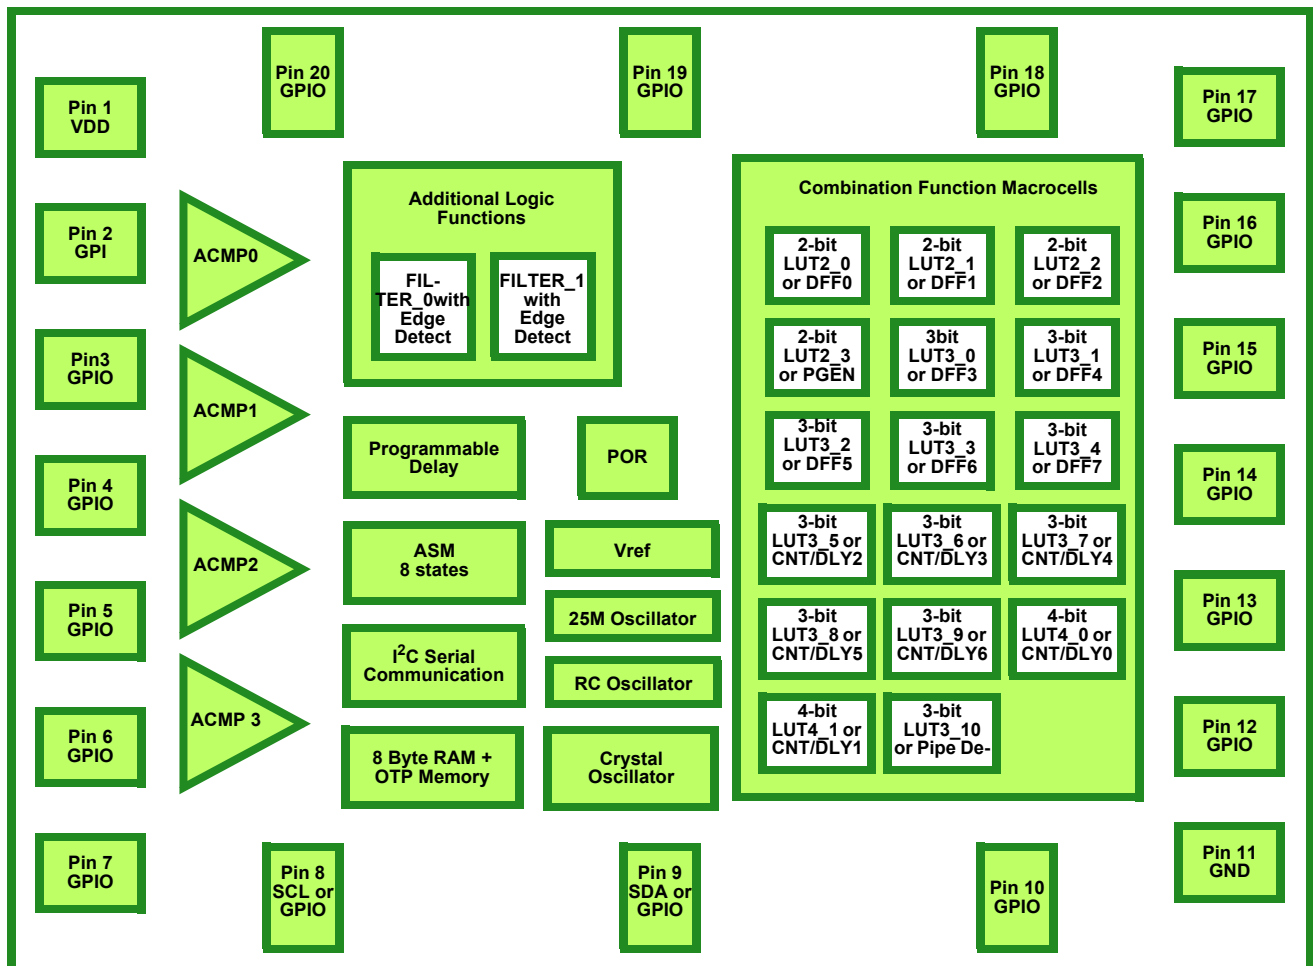 Pin 20
GPIO
Pin 19
GPIO
Pin 18
GPIO
Pin 1
VDD
Pin 2
GPI
Pin3
GPIO
Pin 4
GPIO
Pin 5
GPIO
Pin 6
GPIO
Pin 7
GPIO
ACMP0
ACMP1
ACMP2
ACMP 3
Additional Logic
Functions
FIL-
TER_0with
Edge
Detect
FILTER_1
with
Edge
Detect
Programmable
Delay
POR
ASM
8 states
Vref
25M Oscillator
I²C Serial
Communication
RC Oscillator
8 Byte RAM +
OTP Memory
Crystal
Oscillator
Combination Function Macrocells
2-bit
LUT2_0
or DFF0
2-bit
LUT2_1
or DFF1
2-bit
LUT2_2
or DFF2
2-bit
LUT2_3
or PGEN
3bit
LUT3_0
or DFF3
3-bit
LUT3_1
or DFF4
3-bit
LUT3_2
or DFF5
3-bit
LUT3_3
or DFF6
3-bit
LUT3_4
or DFF7
3-bit
LUT3_5 or
CNT/DLY2
3-bit
LUT3_6 or
CNT/DLY3
3-bit
LUT3_7 or
CNT/DLY4
3-bit
LUT3_8 or
CNT/DLY5
3-bit
LUT3_9 or
CNT/DLY6
4-bit
LUT4_0 or
CNT/DLY0
4-bit
LUT4_1 or
CNT/DLY1
3-bit
LUT3_10
or Pipe De-
Pin 17
GPIO
Pin 16
GPIO
Pin 15
GPIO
Pin 14
GPIO
Pin 13
GPIO
Pin 12
GPIO
Pin 11
GND
Pin 8
SCL or
GPIO
Pin 9
SDA or
GPIO
Pin 10
GPIO